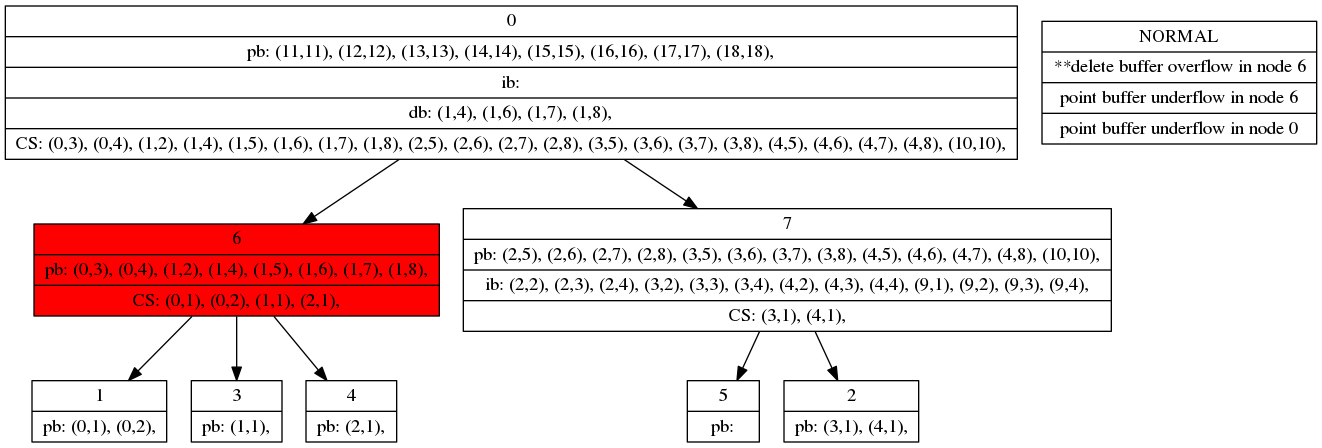 0
pb: (11,11), (12,12), (13,13), (14,14), (15,15), (16,16), (17,17), (18,18),
ib:
db: (1,4), (1,6), (1,7), (1,8),
CS: (0,3), (0,4), (1,2), (1,4), (1,5), (1,6), (1,7), (1,8), (2,5), (2,6), (2,7), (2,8), (3,5), (3,6), (3,7), (3,8), (4,5), (4,6), (4,7), (4,8), (10,10),
NORMAL
**delete buffer overflow in node 6
point buffer underflow in node 6
point buffer underflow in node 0
6
pb: (0,3), (0,4), (1,2), (1,4), (1,5), (1,6), (1,7), (1,8),
CS: (0,1), (0,2), (1,1), (2,1),
7
pb: (2,5), (2,6), (2,7), (2,8), (3,5), (3,6), (3,7), (3,8), (4,5), (4,6), (4,7), (4,8), (10,10),
ib: (2,2), (2,3), (2,4), (3,2), (3,3), (3,4), (4,2), (4,3), (4,4), (9,1), (9,2), (9,3), (9,4),
CS: (3,1), (4,1),
1
pb: (0,1), (0,2),
3
pb: (1,1),
4
pb: (2,1),
5
pb:
2
pb: (3,1), (4,1),